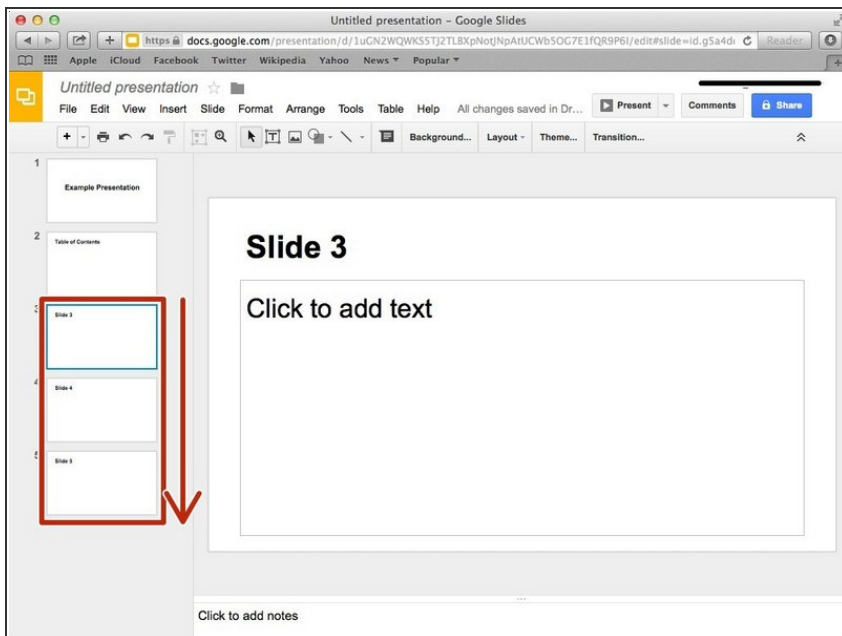 Untitled presentation – Google Slides
https docs.google.com/presentation/d/1uGN2WQWKS5TJ2TL8XpNotJNpAtUCWb5OG7E1fQR9P6I/edit#slide=id.g5a4d Reader
Apple iCloud Facebook Twitter Wikipedia Yahoo News Popular
Untitled presentation
File Edit View Insert Slide Format Arrange Tools Table Help All changes saved in Dr... Present Comments Share
Background... Layout Theme... Transition...
1
Example Presentation
2
Table of Contents
3
Slide 3
4
Slide 4
5
Slide 5
Slide 3
Click to add text
Click to add notes